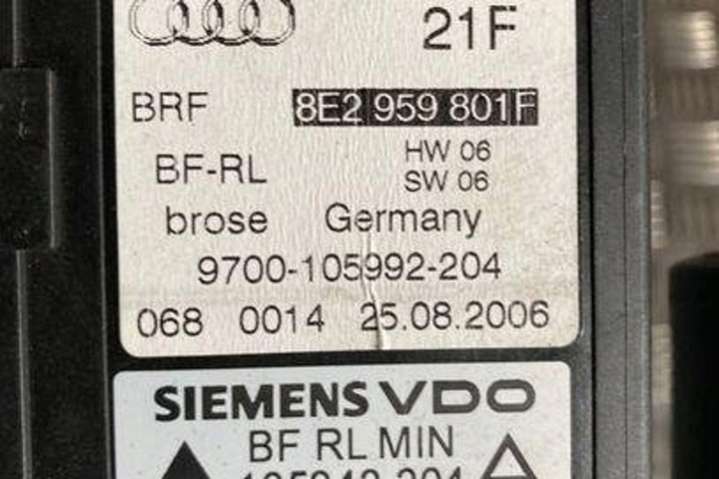 21F
BRF 8E2 959 801F
BF-RL HW 06
SW 06
brose Germany
9700-105992-204
068 0014 25.08.2006
SIEMENS VDO
BF RL MIN